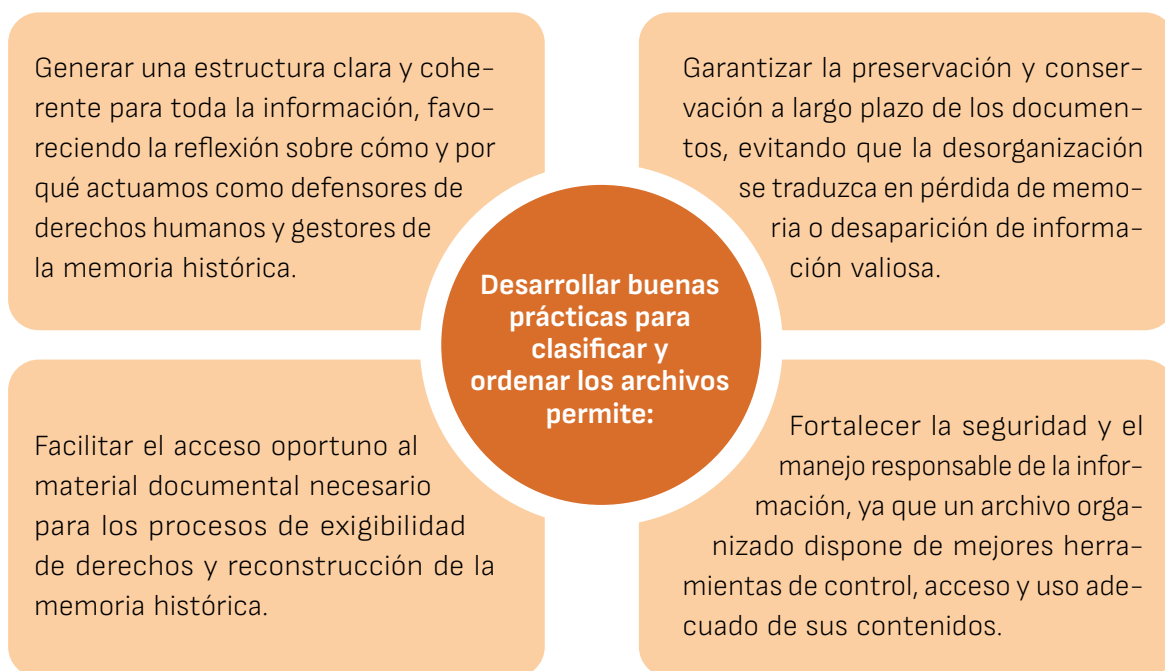 Generar una estructura clara y cohe-
rente para toda la información, favo-
reciendo la reflexión sobre cómo y por
qué actuamos como defensores de
derechos humanos y gestores de
la memoria histórica.
Garantizar la preservación y conser-
vación a largo plazo de los documen-
tos, evitando que la desorganización
se traduzca en pérdida de memo-
ria o desaparición de informa-
ción valiosa.
Desarrollar buenas
prácticas para
clasificar y
ordenar los archivos
permite:
Facilitar el acceso oportuno al
material documental necesario
para los procesos de exigibilidad
de derechos y reconstrucción de la
memoria histórica.
Fortalecer la seguridad y el
manejo responsable de la infor-
mación, ya que un archivo orga-
nizado dispone de mejores herra-
mientas de control, acceso y uso ade-
cuado de sus contenidos.